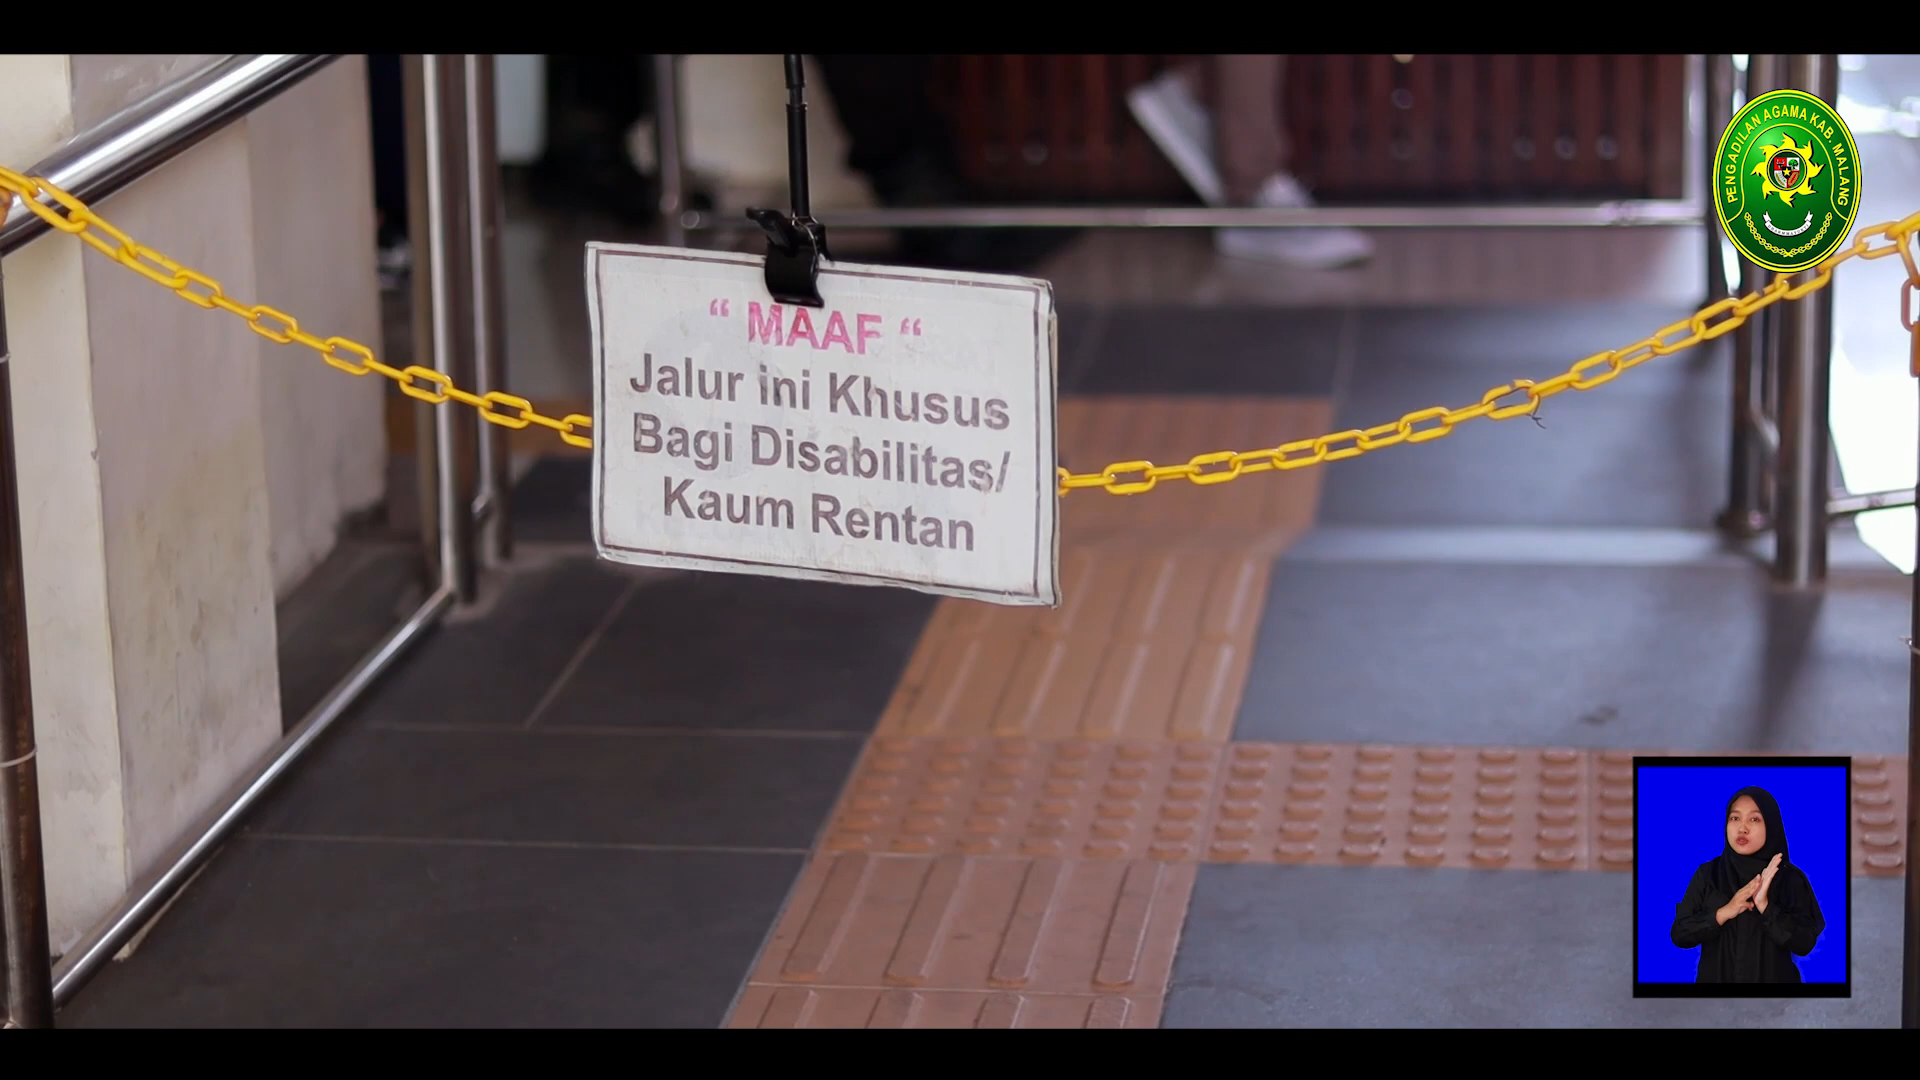 “ MAAF “
Jalur ini Khusus
Bagi Disabilitas/
Kaum Rentan
PENGADILAN AGAMA KAB. MALANG